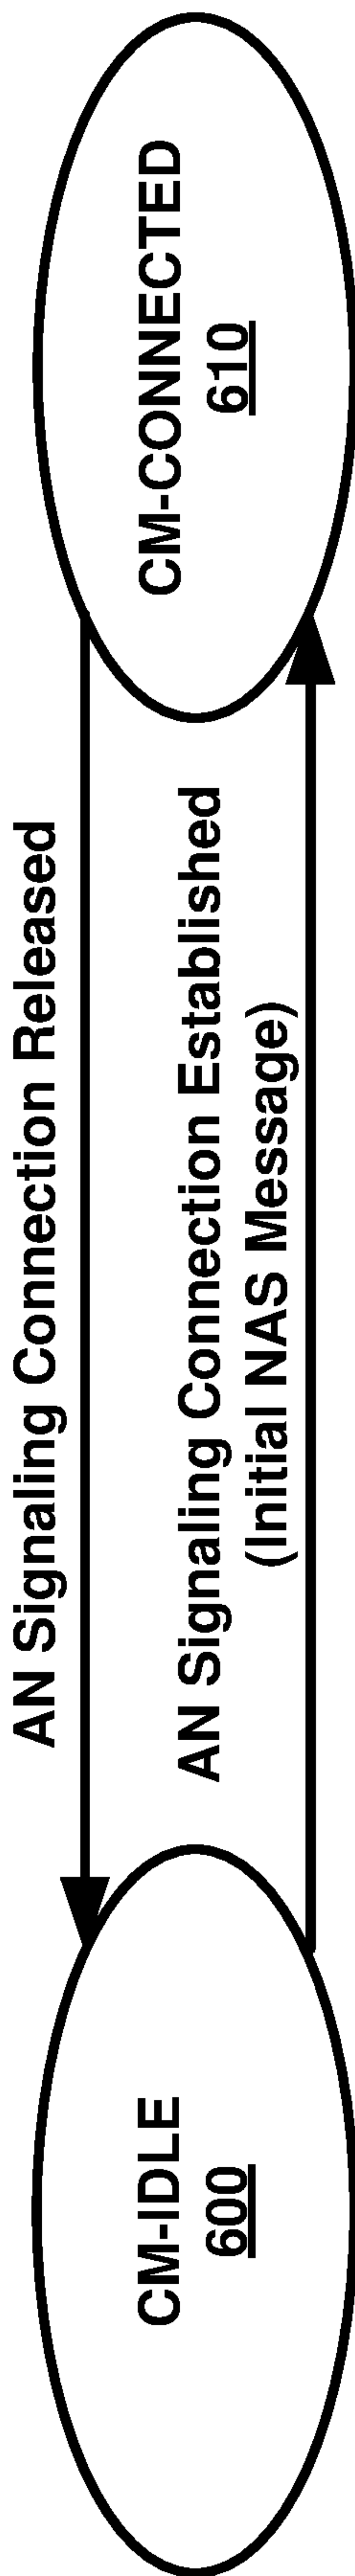 AN Signaling Connection Released
CM-IDLE
600
AN Signaling Connection Established
(Initial NAS Message)
CM-CONNECTED
610